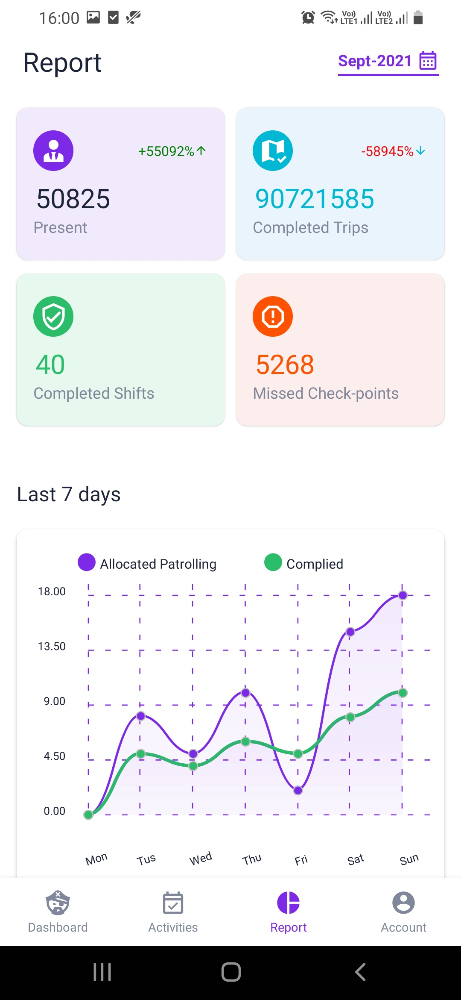 16:00
Vo)) LTE1 Vo)) LTE2
Report
Sept-2021
+55092%
-58945%
50825
90721585
Present
Completed Trips
40
5268
Completed Shifts
Missed Check-points
Last 7 days
Allocated Patrolling
Complied
18.00
13.50
9.00
4.50
0.00
Mon Tus Wed Thu Fri Sat Sun
Dashboard Activities Report Account